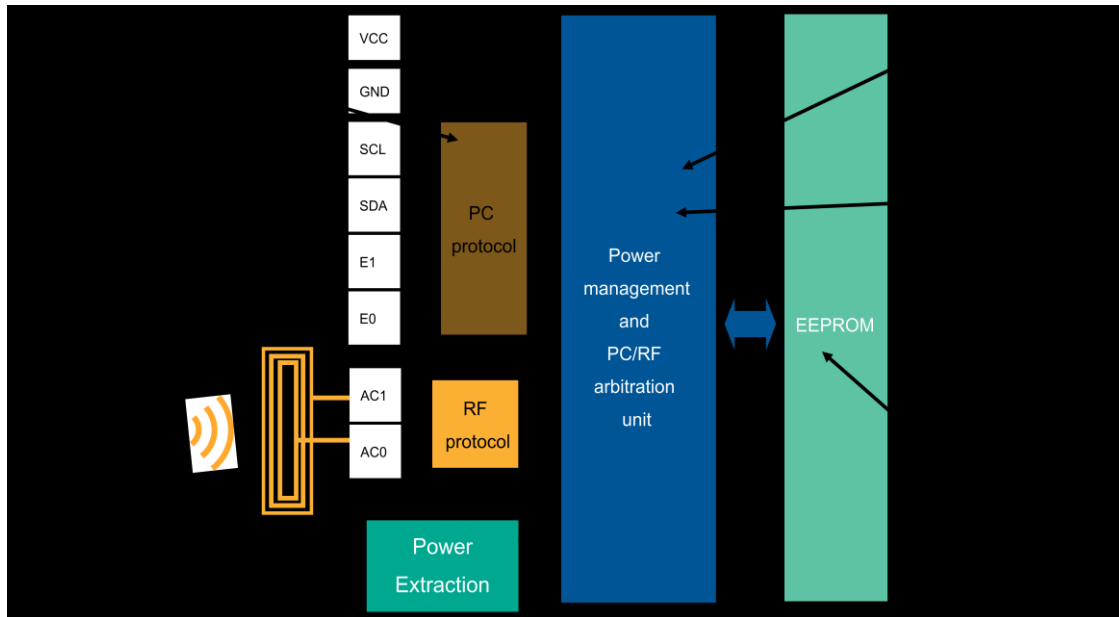 VCC
GND
SCL
SDA
E1
E0
AC1
AC0
PC
protocol
RF
protocol
Power
Extraction
Power
management
and
PC/RF
arbitration
unit
EEPROM